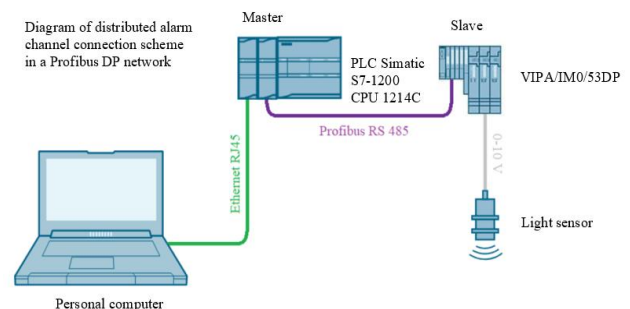 Diagram of distributed alarm
channel connection scheme
in a Profibus DP network
Master
Slave
PLC Simatic
S7-1200
CPU 1214C
VIPA/IM0/53DP
Profibus RS 485
Ethernet RJ45
0-10 V
Light sensor
Personal computer